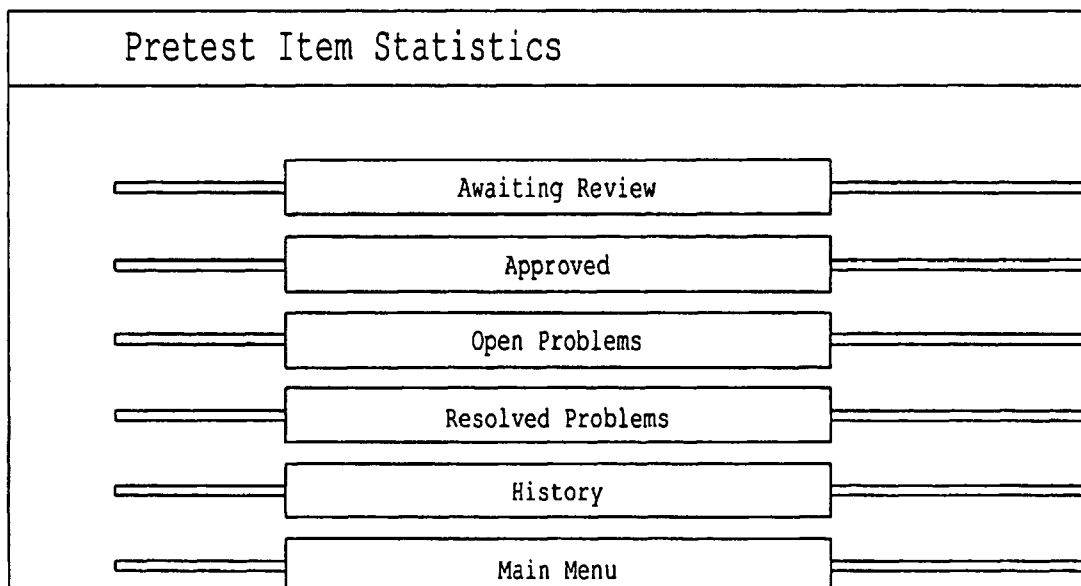 Pretest Item Statistics
Awaiting Review
Approved
Open Problems
Resolved Problems
History
Main Menu